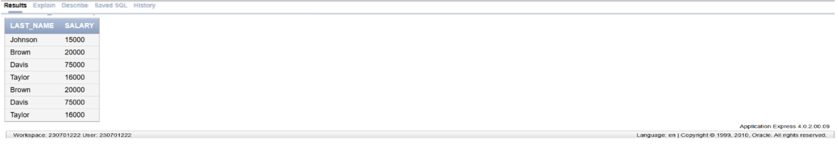 Results Explain Describe Saved SQL History
LAST_NAME SALARY
Johnson 15000
Brown 20000
Davis 75000
Taylor 16000
Brown 20000
Davis 75000
Taylor 16000
Application Express 4.0.2.00.09
Workspace: 230701222 User: 230701222 Language: en | Copyright © 1999, 2010, Oracle. All rights reserved.